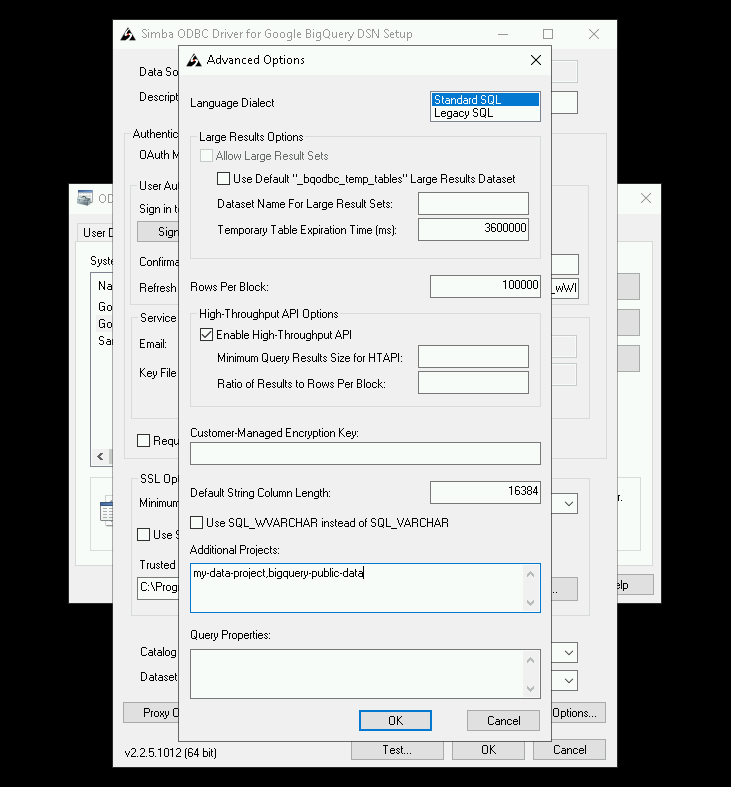 Simba ODBC Driver for Google BigQuery DSN Setup
Advanced Options
Data So
Descript
Language Dialect
Standard SQL
Legacy SQL
Authentic
OAuth M
Large Results Options
Allow Large Result Sets
Use Default "_bqodbc_temp_tables" Large Results Dataset
User Aut
Sign in to
Dataset Name For Large Result Sets:
Temporary Table Expiration Time (ms):
3600000
Sign
OD
User D
Syste
Na
Go
Go
Sar
Confirma
Refresh
_wWI
Rows Per Block:
100000
Service
High-Throughput API Options
Enable High-Throughput API
Email:
Minimum Query Results Size for HTAPI:
Key File
Ratio of Results to Rows Per Block:
Requ
Customer-Managed Encryption Key:
SSL Opt
Minimum
Default String Column Length:
16384
r.
Use S
Use SQL_WVARCHAR instead of SQL_VARCHAR
Trusted
Additional Projects:
C:\Progr
my-data-project,bigquery-public-data
...
elp
Query Properties:
Catalog
Dataset
Proxy O
OK
Cancel
Options...
v2.2.5.1012 (64 bit)
Test...
OK
Cancel